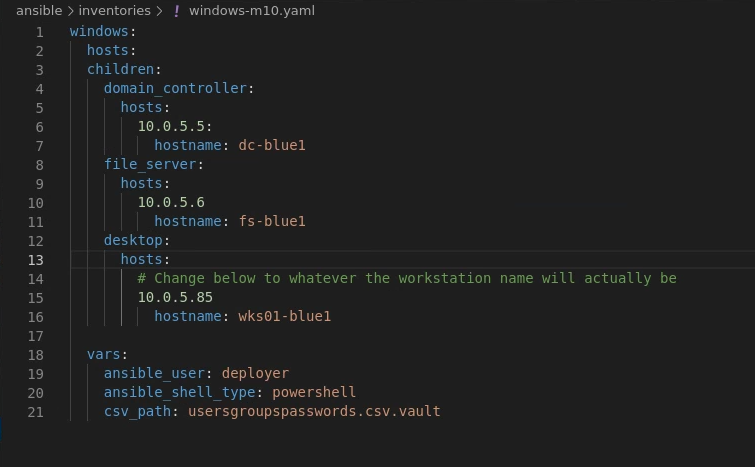 ansible > inventories > ! windows-m10.yaml
1 windows:
2   hosts:
3   children:
4     domain_controller:
5       hosts:
6         10.0.5.5:
7           hostname: dc-blue1
8     file_server:
9       hosts:
10         10.0.5.6
11           hostname: fs-blue1
12     desktop:
13       hosts:
14         # Change below to whatever the workstation name will actually be
15         10.0.5.85
16           hostname: wks01-blue1
17
18   vars:
19     ansible_user: deployer
20     ansible_shell_type: powershell
21     csv_path: usersgroupspasswords.csv.vault